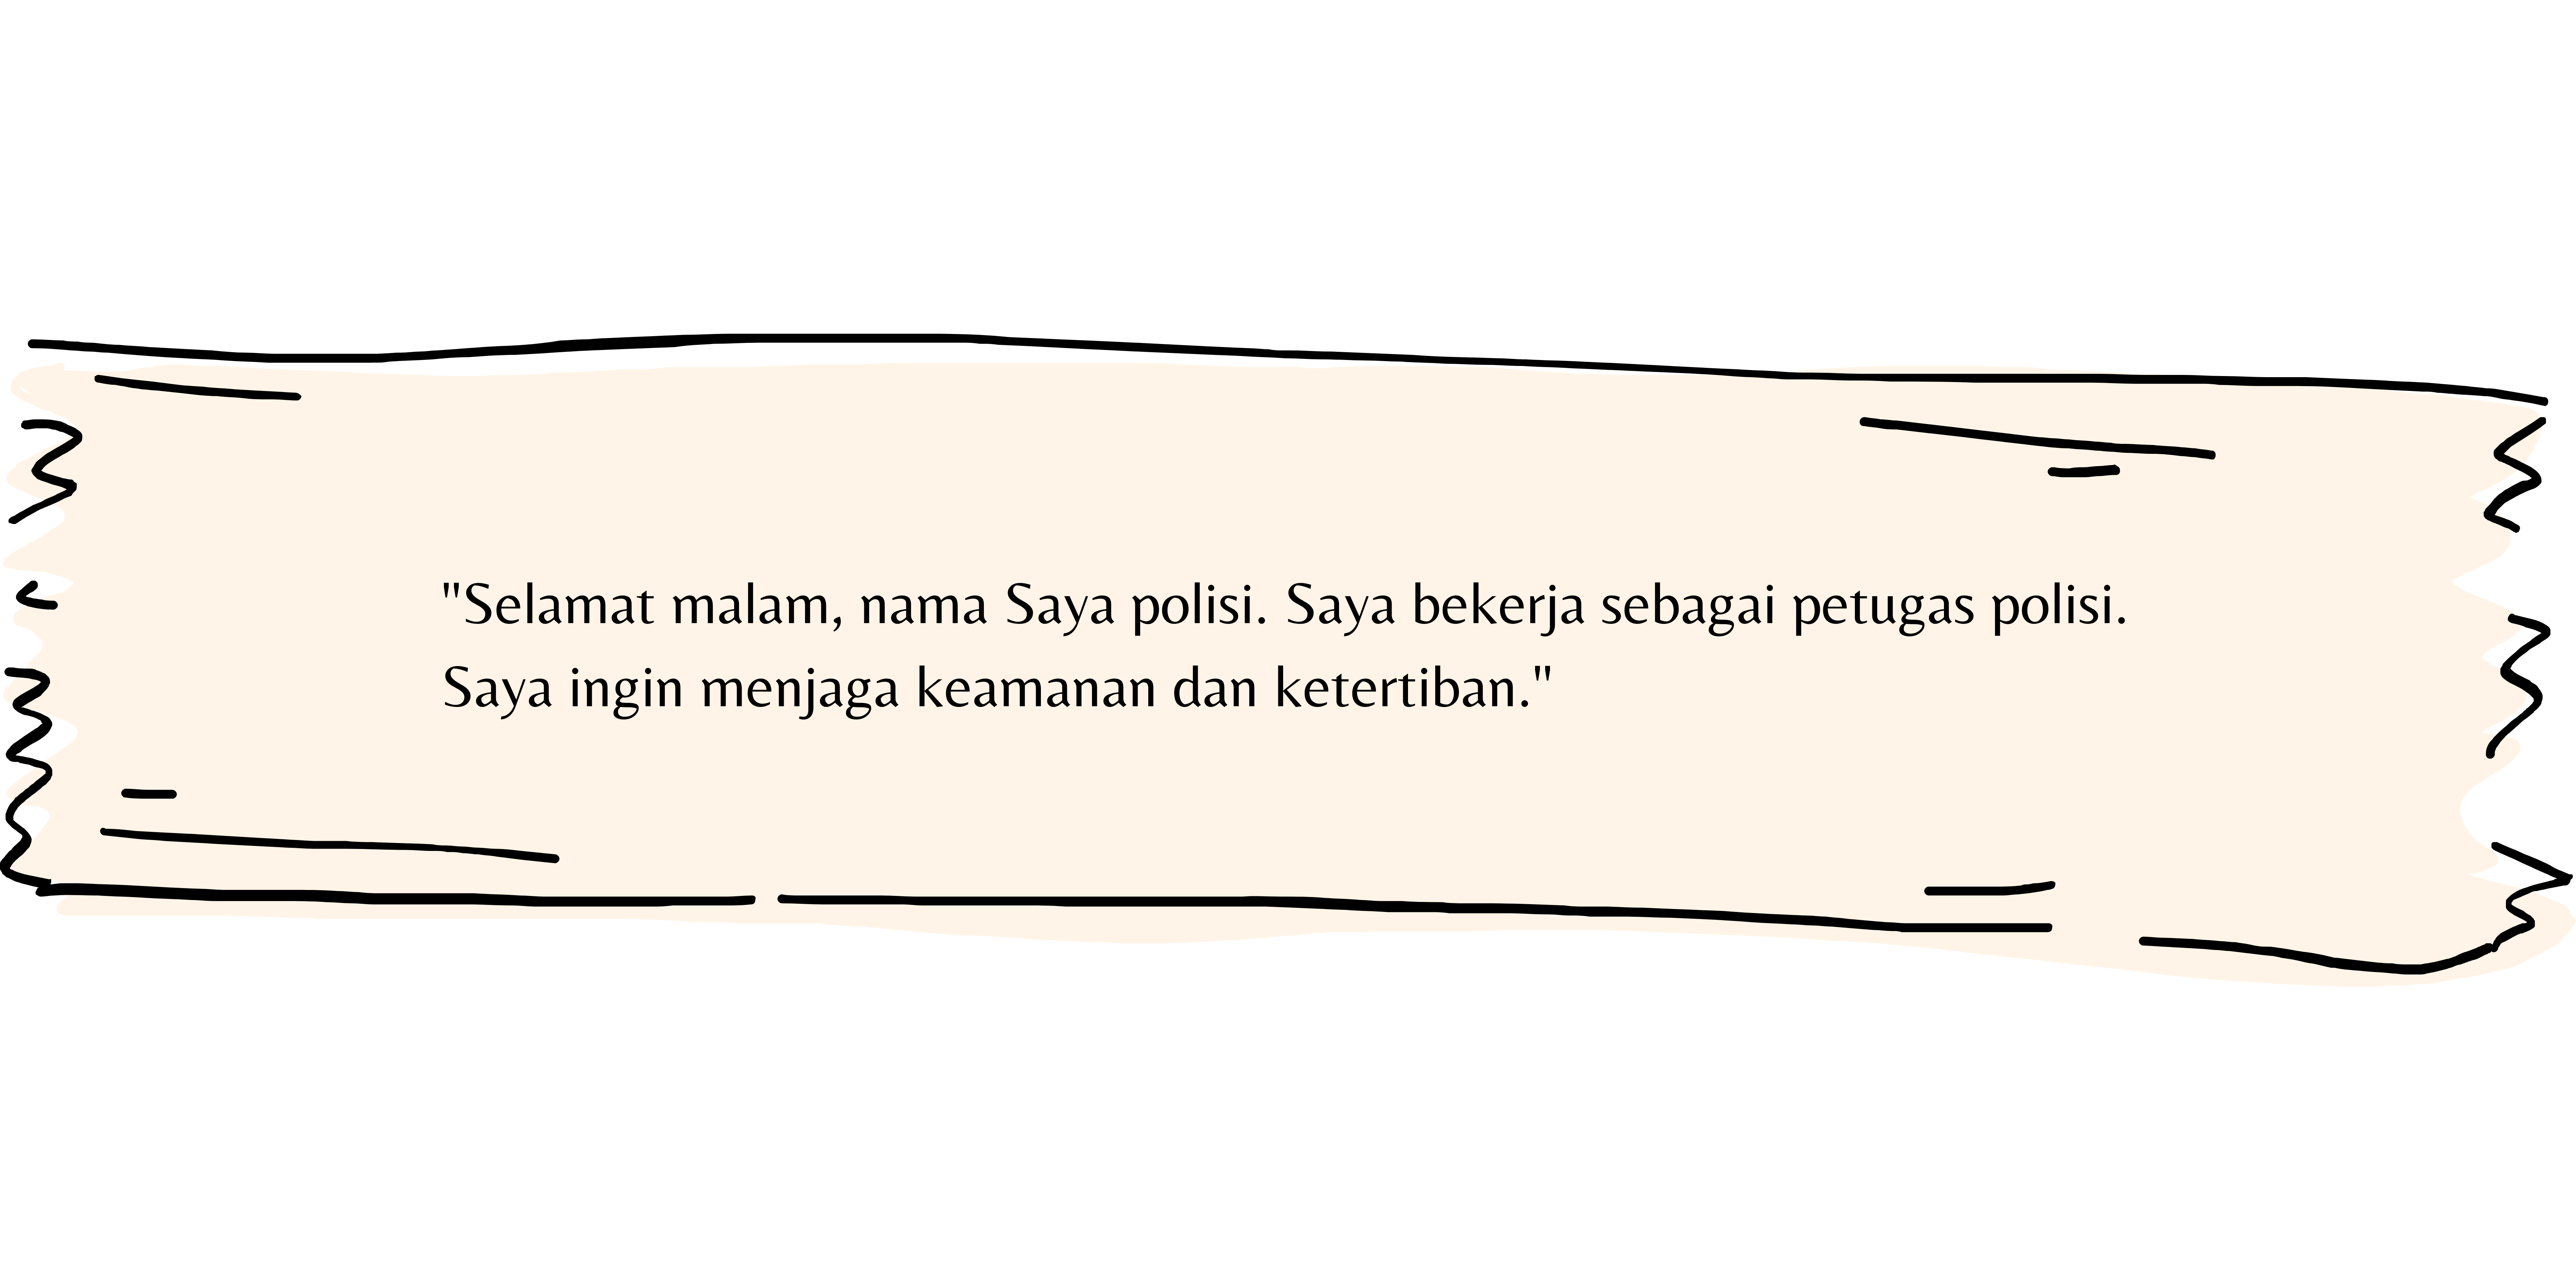 "Selamat malam, nama Saya polisi. Saya bekerja sebagai petugas polisi.
Saya ingin menjaga keamanan dan ketertiban."